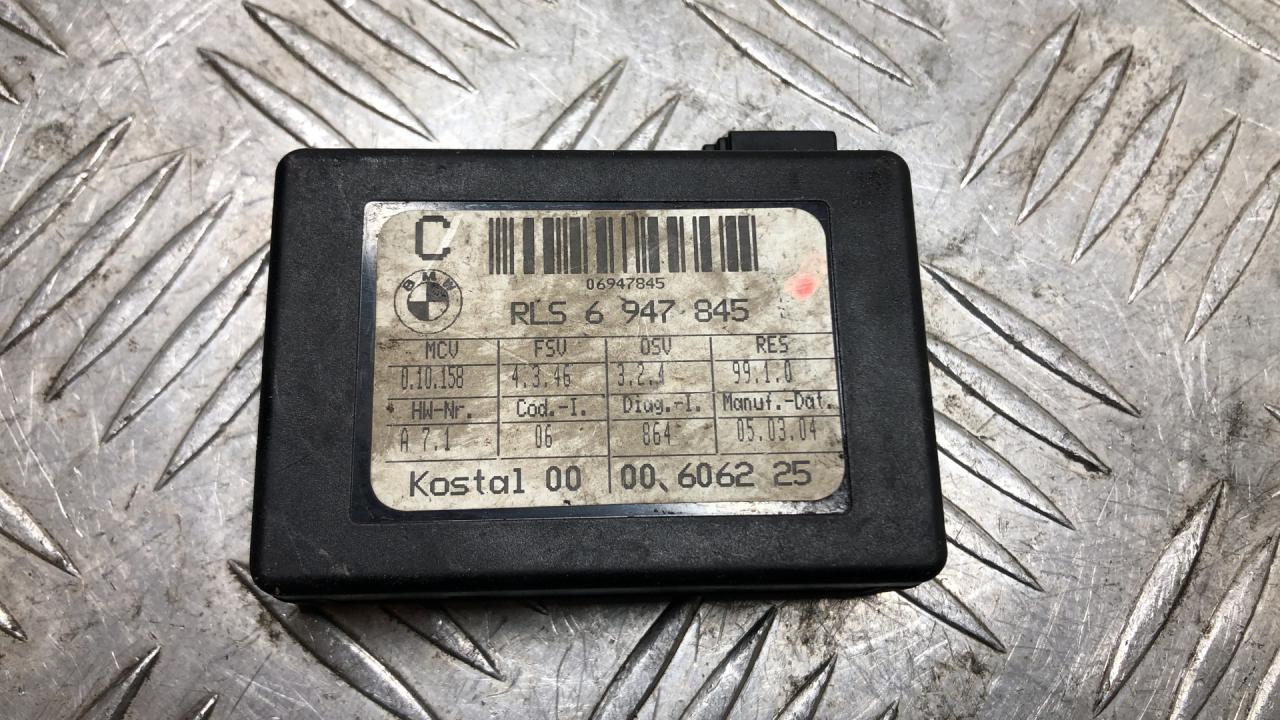 C
06947845
BMW
RLS 6 947 845
MCV FSV OSV RES
0.10.158 4.3.46 3.2.4 99.1.0
HW-Nr. Cod.-I. Diag.-I. Manuf.-Dat.
A 7.1 06 864 05.03.04
Kostal 00 00 6062 25